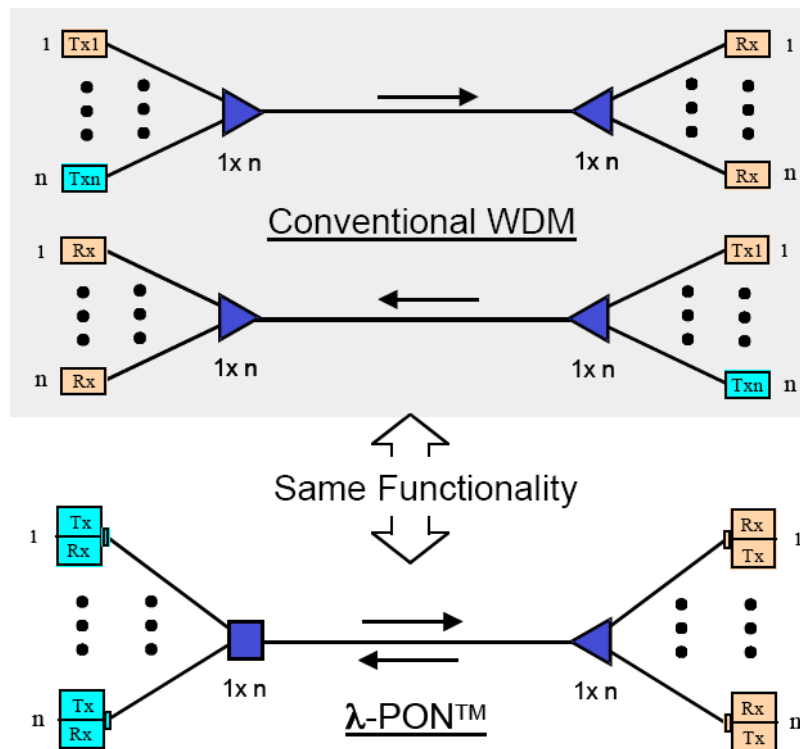 1 Tx1 Rx 1
1x n 1x n
n Txn Rx n
Conventional WDM
1 Rx Tx1 1
1x n 1x n
n Rx Txn n
Same Functionality
1 Tx Rx Rx Tx 1
1x n 1x n
n Tx Rx Rx Tx n
λ-PON™